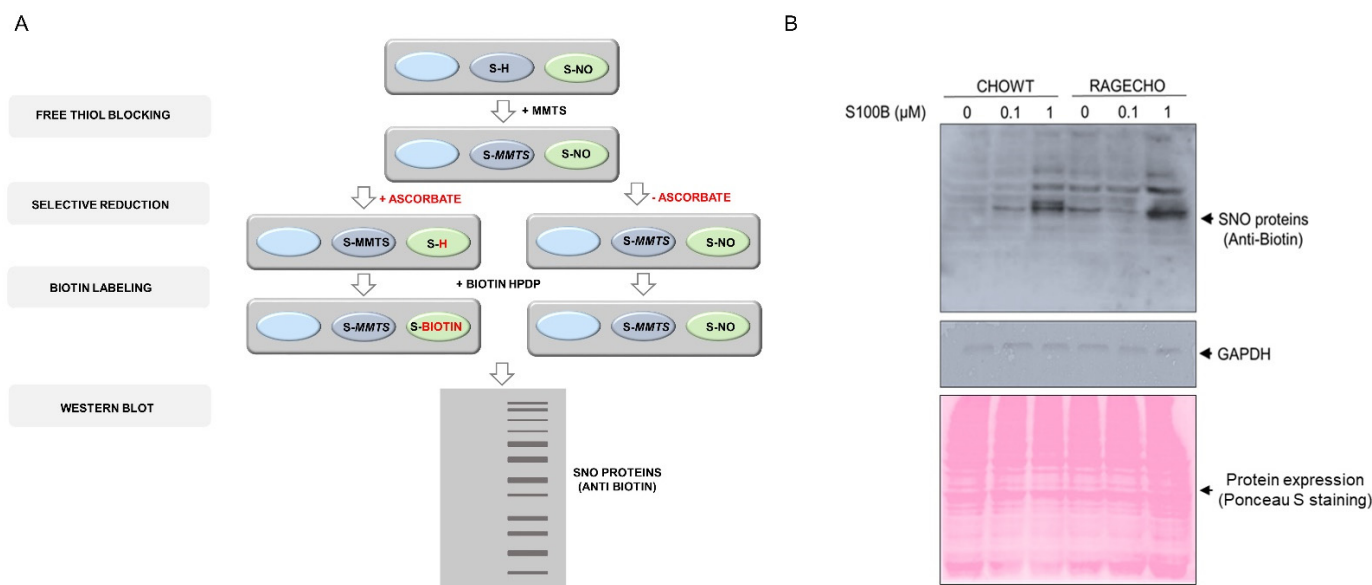 A
S-H S-NO
FREE THIOL BLOCKING
+ MMTS
S-MMTS S-NO
SELECTIVE REDUCTION
+ ASCORBATE
- ASCORBATE
S-MMTS S-H
S-MMTS S-NO
BIOTIN LABELING
+ BIOTIN HPDP
S-MMTS S-BIOTIN
S-MMTS S-NO
WESTERN BLOT
SNO PROTEINS
(ANTI BIOTIN)
B
CHOWT RAGECHO
S100B (µM) 0 0.1 1 0 0.1 1
SNO proteins
(Anti-Biotin)
GAPDH
Protein expression
(Ponceau S staining)